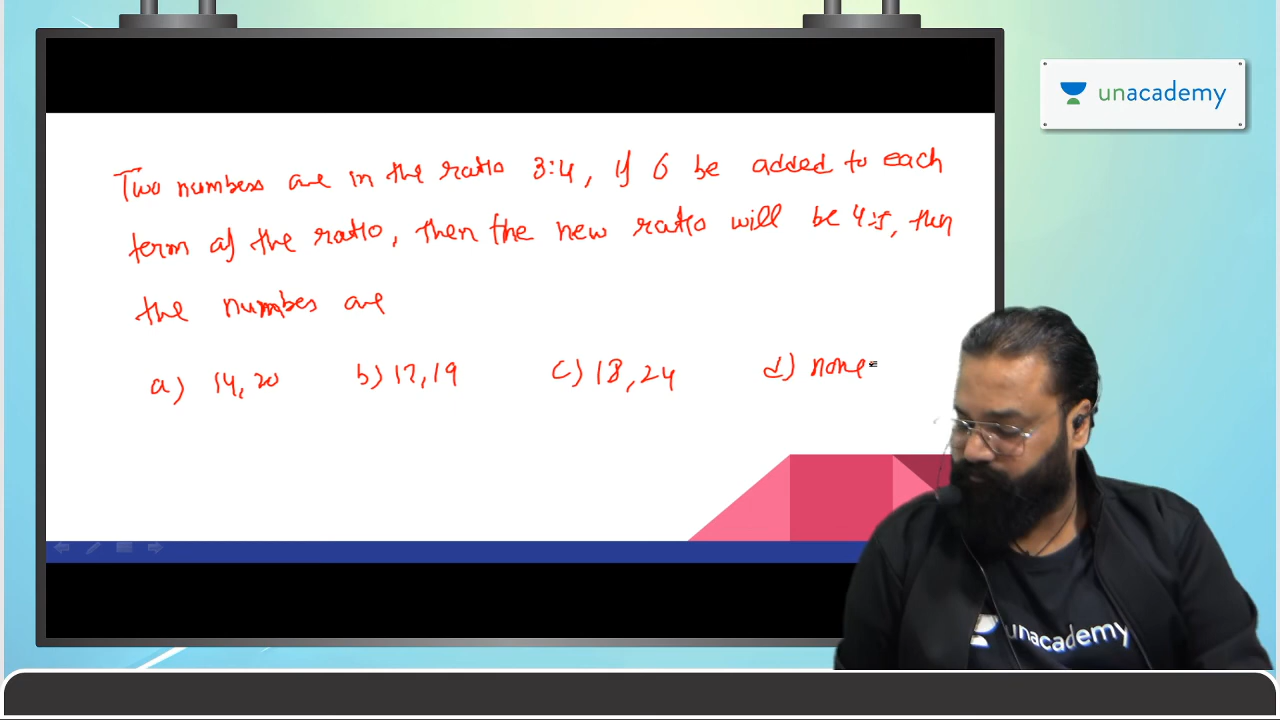 unacademy
Two numbers are in the ratio 3:4, if 6 be added to each
term of the ratio, then the new ratio will be 4:5, then
the numbers are
a) 14, 20 b) 17, 19 c) 18, 24 d) none
unacademy